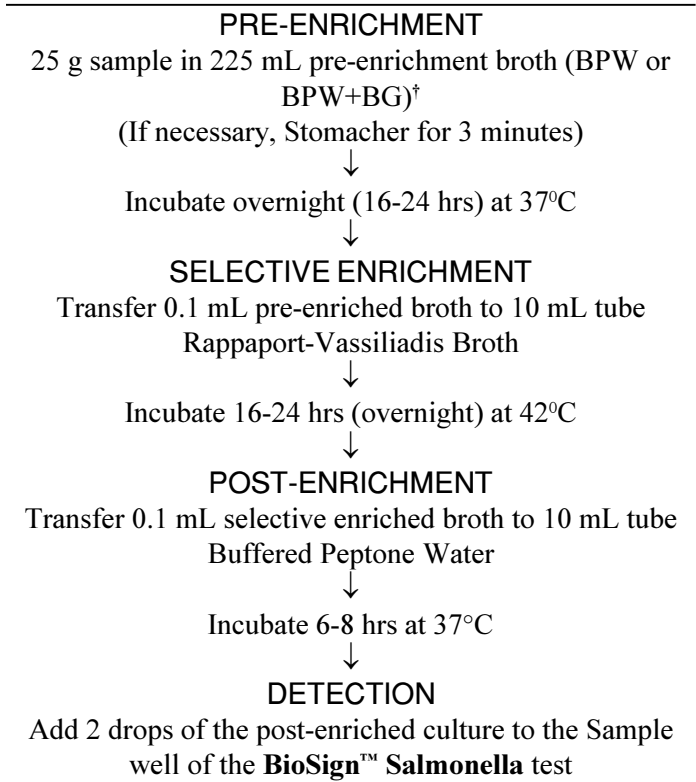 PRE-ENRICHMENT
25 g sample in 225 mL pre-enrichment broth (BPW or
BPW+BG)†
(If necessary, Stomacher for 3 minutes)
↓
Incubate overnight (16-24 hrs) at 37⁰C
↓
SELECTIVE ENRICHMENT
Transfer 0.1 mL pre-enriched broth to 10 mL tube
Rappaport-Vassiliadis Broth
↓
Incubate 16-24 hrs (overnight) at 42⁰C
↓
POST-ENRICHMENT
Transfer 0.1 mL selective enriched broth to 10 mL tube
Buffered Peptone Water
↓
Incubate 6-8 hrs at 37°C
↓
DETECTION
Add 2 drops of the post-enriched culture to the Sample
well of the BioSign™ Salmonella test